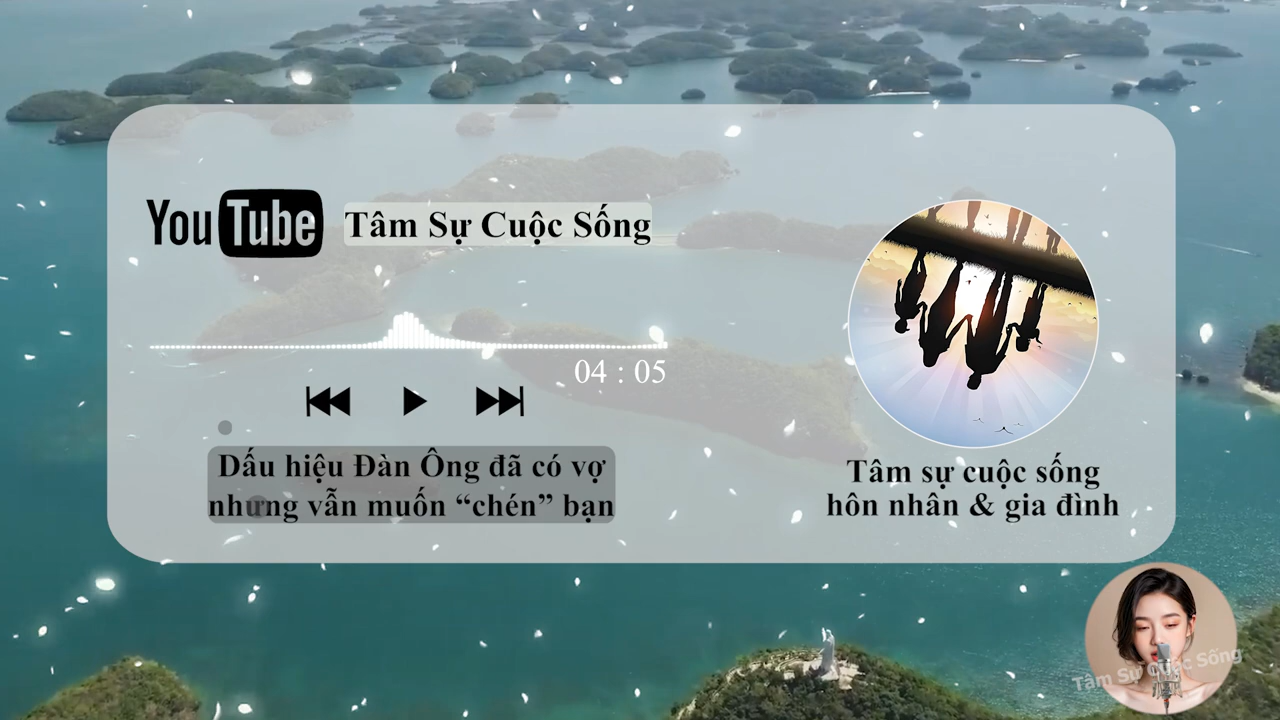 YouTube
Tâm Sự Cuộc Sống
04 : 05
Dấu hiệu Đàn Ông đã có vợ
nhưng vẫn muốn “chén” bạn
Tâm sự cuộc sống
hôn nhân & gia đình
Tâm Sự Cuộc Sống